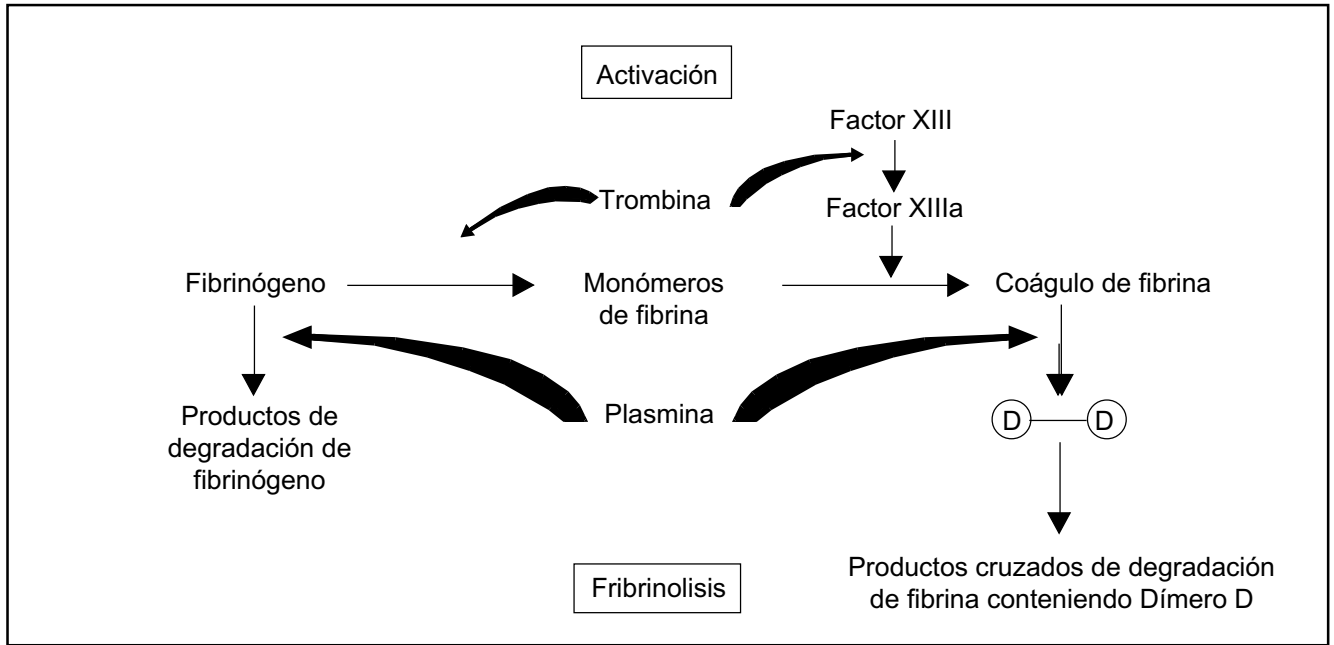 Activación
Factor XIII
Trombina
Factor XIIIa
Fibrinógeno
Monómeros
de fibrina
Coágulo de fibrina
Plasmina
Productos de
degradación de
fibrinógeno
D
D
Productos cruzados de degradación
de fibrina conteniendo Dímero D
Fribrinolisis